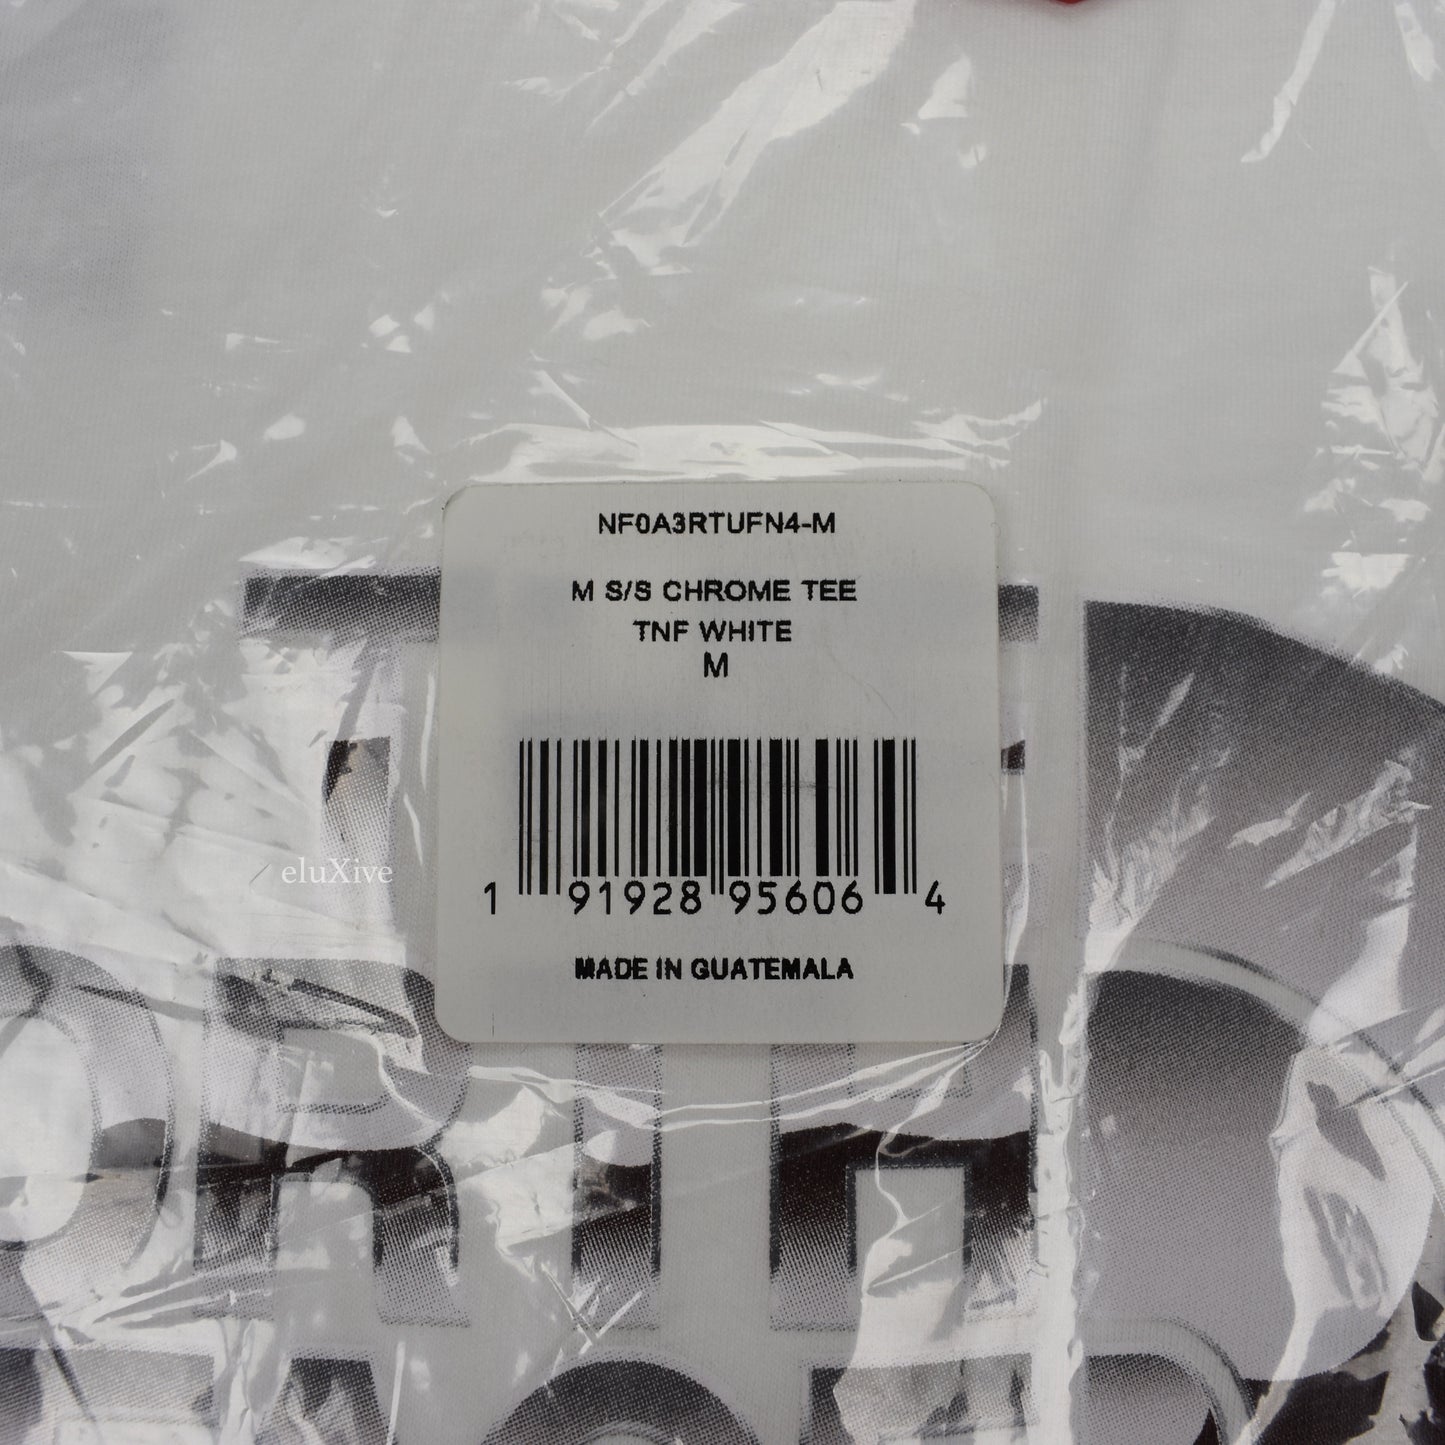 NF0A3RTUFN4-M
M S/S CHROME TEE
TNF WHITE
M
1 91928 95606 4
MADE IN GUATEMALA
eluXive